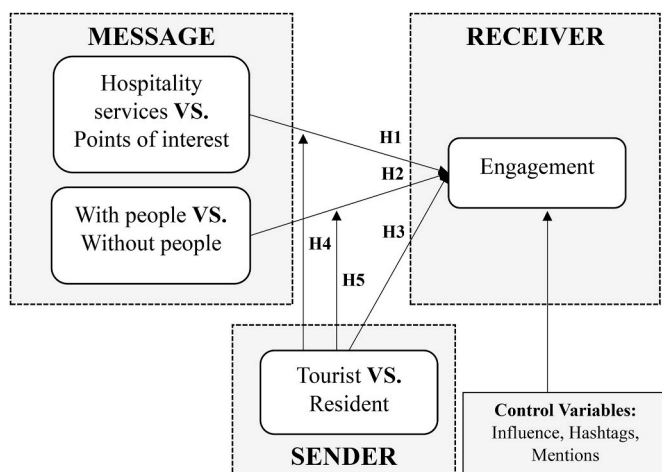 MESSAGE
Hospitality
services VS.
Points of interest
With people VS.
Without people
RECEIVER
Engagement
H1
H2
H3
H4
H5
Tourist VS.
Resident
SENDER
Control Variables:
Influence, Hashtags,
Mentions